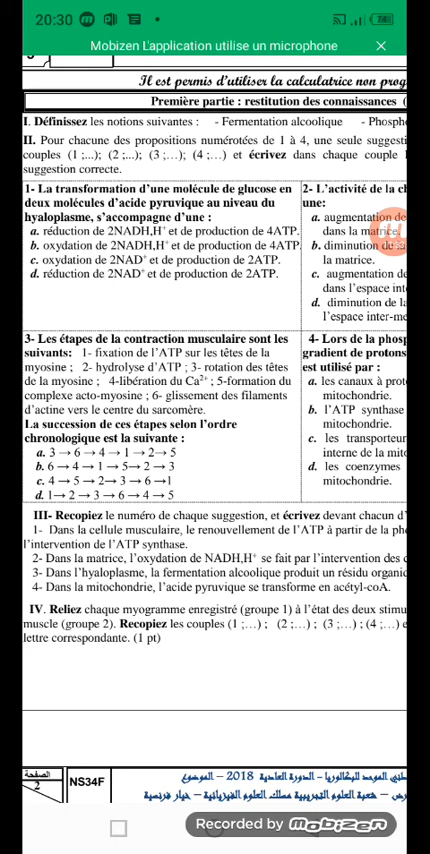 20:30
Mobizen L'application utilise un microphone
Il est permis d'utiliser la calculatrice non prog
Première partie : restitution des connaissances (
I. Définissez les notions suivantes : - Fermentation alcoolique - Phosph
II. Pour chacune des propositions numérotées de 1 à 4, une seule suggesti
couples (1 ;...); (2 ;...); (3 ;...); (4 ;...) et écrivez dans chaque couple l
suggestion correcte.
1- La transformation d'une molécule de glucose en
deux molécules d'acide pyruvique au niveau du
hyaloplasme, s'accompagne d'une :
a. réduction de 2NADH,H⁺ et de production de 4ATP.
b. oxydation de 2NADH,H⁺ et de production de 4ATP.
c. oxydation de 2NAD⁺ et de production de 2ATP.
d. réduction de 2NAD⁺ et de production de 2ATP.
2- L'activité de la ch
une:
a. augmentation de
dans la matrice.
b. diminution de la
la matrice.
c. augmentation de
dans l'espace int
d. diminution de la
l'espace inter-me
3- Les étapes de la contraction musculaire sont les
suivants: 1- fixation de l'ATP sur les têtes de la
myosine ; 2- hydrolyse d'ATP ; 3- rotation des têtes
de la myosine ; 4-libération du Ca²⁺ ; 5-formation du
complexe acto-myosine ; 6- glissement des filaments
d'actine vers le centre du sarcomère.
La succession de ces étapes selon l'ordre
chronologique est la suivante :
a. 3 → 6 → 4 → 1 → 2→ 5
b. 6 → 4 → 1 → 5→ 2 → 3
c. 4 → 5 → 2→ 3 → 6 →1
d. 1→ 2 → 3 → 6 → 4 → 5
4- Lors de la phosp
gradient de protons
est utilisé par :
a. les canaux à prot
mitochondrie.
b. l'ATP synthase
mitochondrie.
c. les transporteur
interne de la mito
d. les coenzymes
mitochondrie.
III- Recopiez le numéro de chaque suggestion, et écrivez devant chacun d'
1- Dans la cellule musculaire, le renouvellement de l'ATP à partir de la pho
l'intervention de l'ATP synthase.
2- Dans la matrice, l'oxydation de NADH,H⁺ se fait par l'intervention des c
3- Dans l'hyaloplasme, la fermentation alcoolique produit un résidu organiq
4- Dans la mitochondrie, l'acide pyruvique se transforme en acétyl-coA.
IV. Reliez chaque myogramme enregistré (groupe 1) à l'état des deux stimu
muscle (groupe 2). Recopiez les couples (1 ;...) ; (2 ;...) ; (3 ;...) ; (4 ;...) e
lettre correspondante. (1 pt)
الصفحة
2
NS34F
الوطني الموحد للبكالوريا – الدورة العادية 2018 – الموضوع
شعبة العلوم التجريبية مسلك العلوم الفيزيائية – خيار فرنسية
Recorded by mobizen